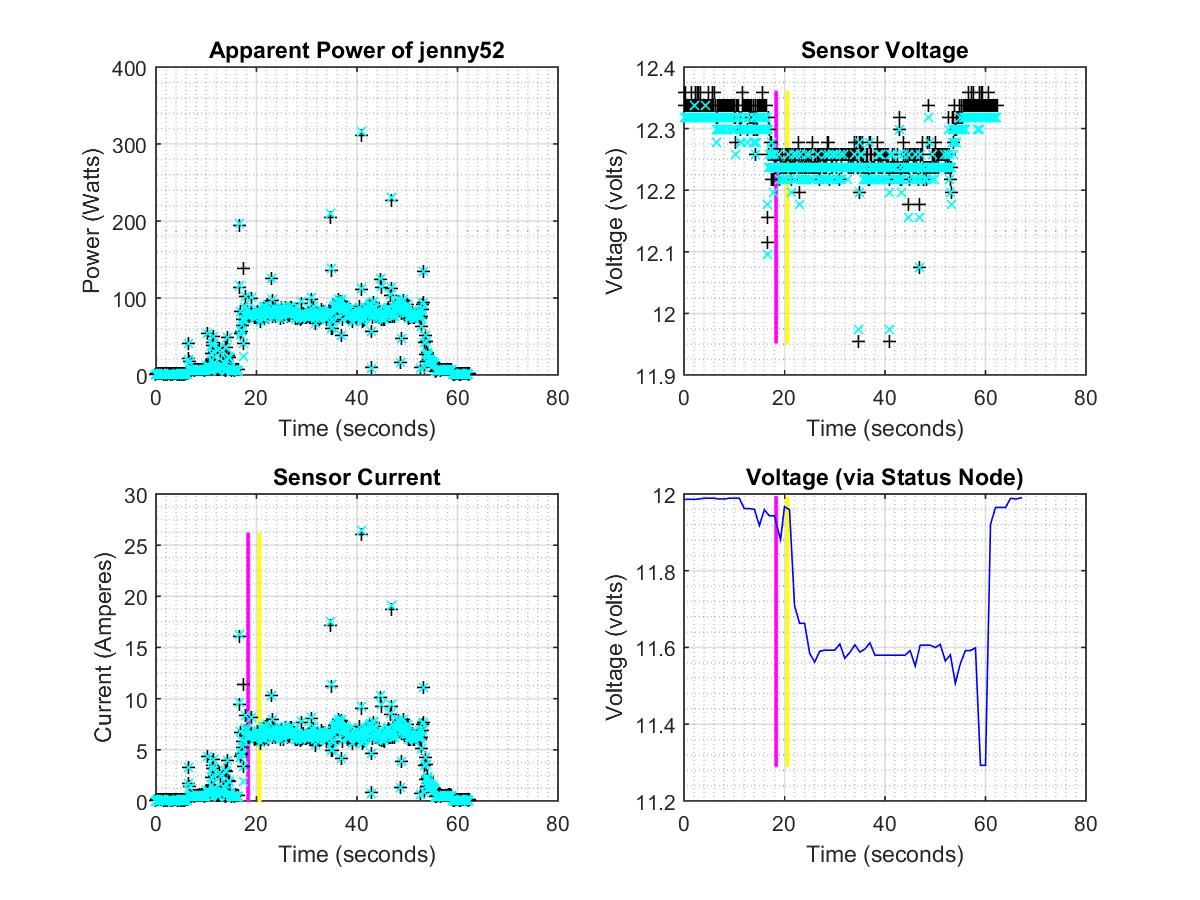 Apparent Power of jenny52
400
300
200
100
0
Power (Watts)
0 20 40 60 80
Time (seconds)
Sensor Voltage
12.4
12.3
12.2
12.1
12
11.9
Voltage (volts)
0 20 40 60 80
Time (seconds)
Sensor Current
30
25
20
15
10
5
0
Current (Amperes)
0 20 40 60 80
Time (seconds)
Voltage (via Status Node)
12
11.8
11.6
11.4
11.2
Voltage (volts)
0 20 40 60 80
Time (seconds)